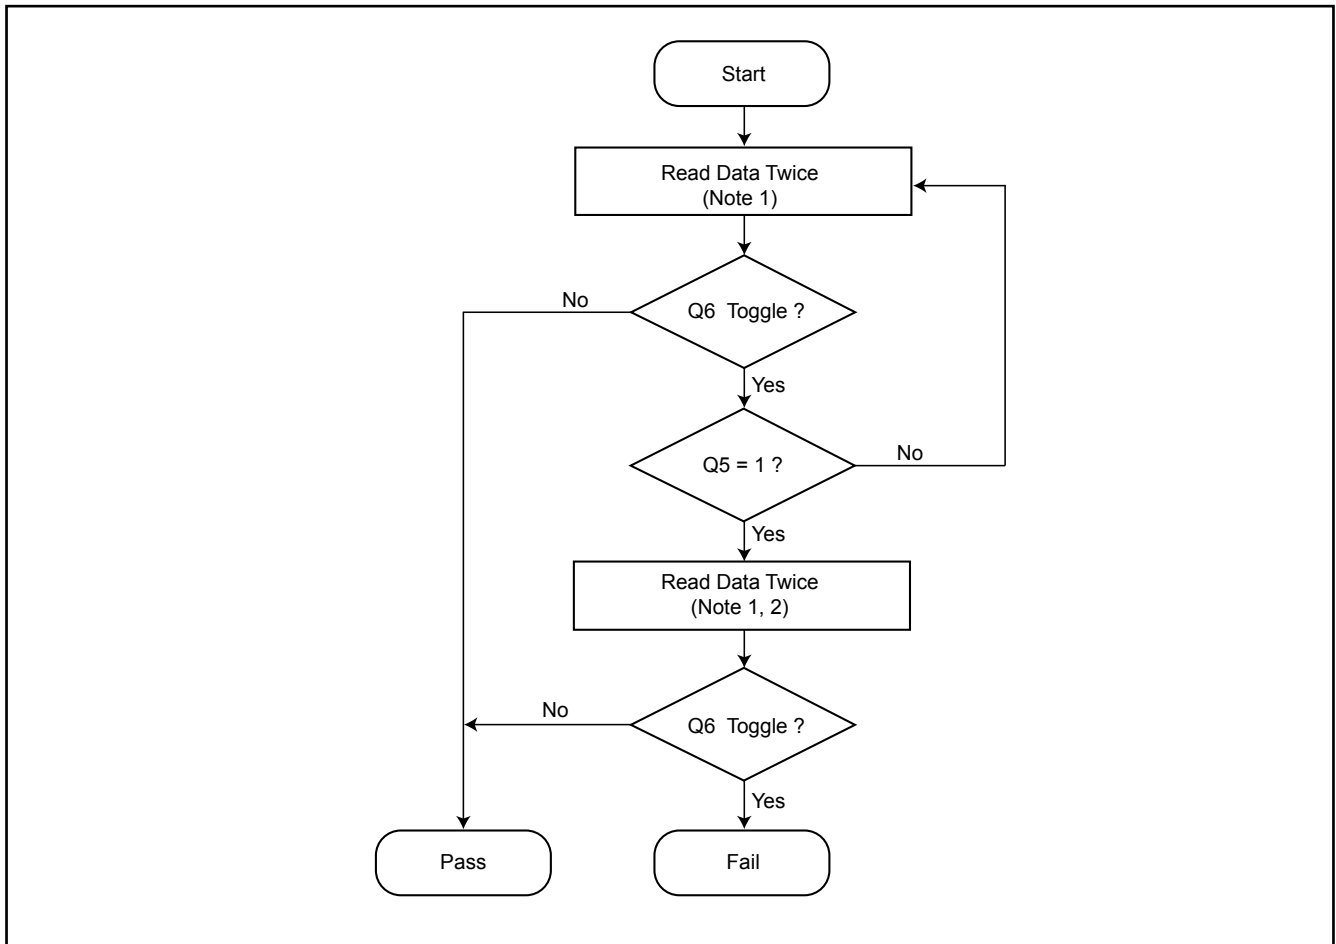 Start
Read Data Twice
(Note 1)
No
Q6 Toggle ?
Yes
Q5 = 1 ?
No
Yes
Read Data Twice
(Note 1, 2)
No
Q6 Toggle ?
Yes
Pass
Fail